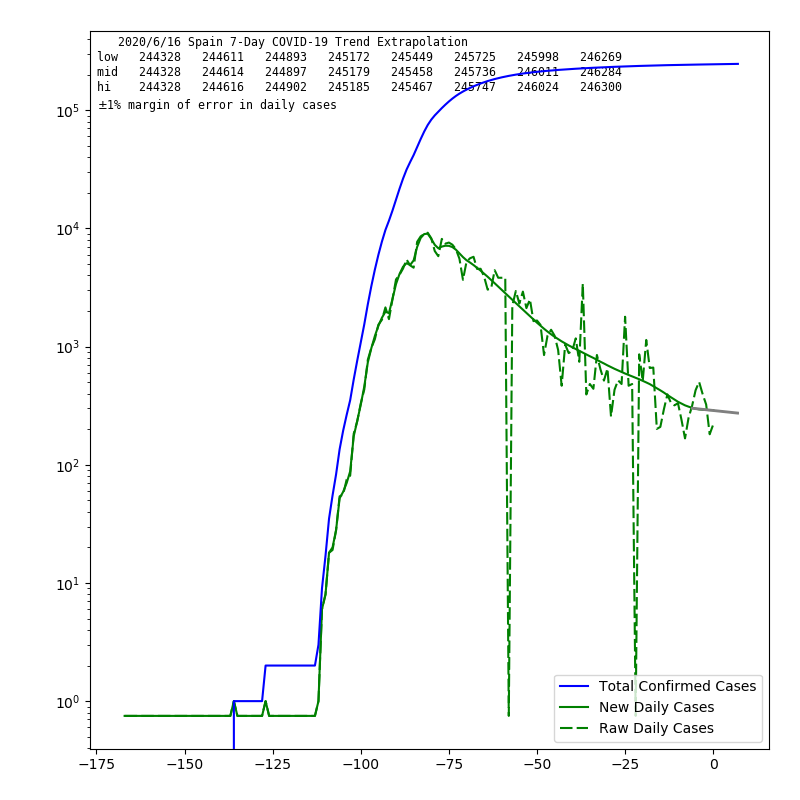 2020/6/16 Spain 7-Day COVID-19 Trend Extrapolation
low 244328 244611 244893 245172 245449 245725 245998 246269
mid 244328 244614 244897 245179 245458 245736 246011 246284
hi 244328 244616 244902 245185 245467 245747 246024 246300
±1% margin of error in daily cases
10^5
10^4
10^3
10^2
10^1
10^0
Total Confirmed Cases
New Daily Cases
Raw Daily Cases
−175 −150 −125 −100 −75 −50 −25 0